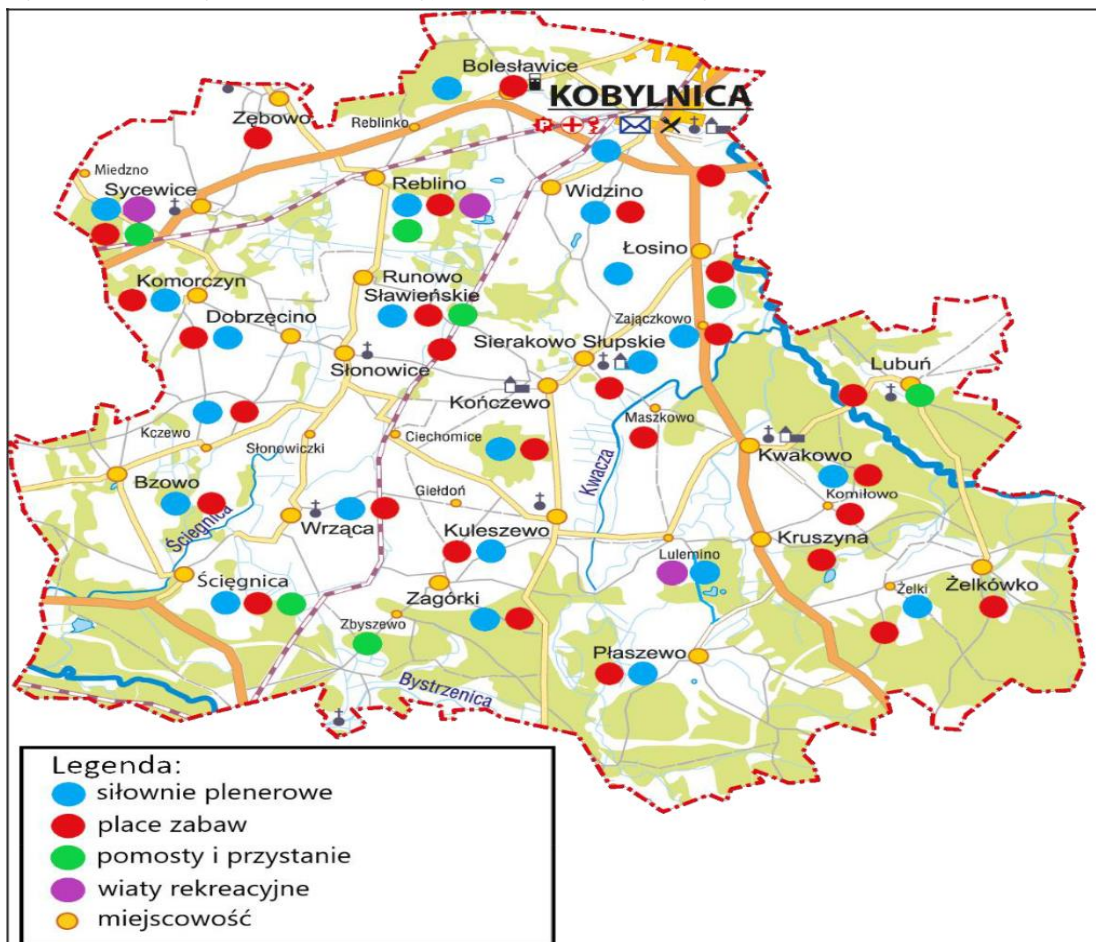 Bolesławice
KOBYLNICA
Zębowo
Reblinko
Miedzno
Sycewice
Reblino
Widzino
Łosino
Komorczyn
Runowo
Sławieńskie
Dobrzęcino
Zajączkowo
Sierakowo Słupskie
Słonowice
Lubuń
Kończewo
Maszkowo
Kczewo
Słonowiczki
Ciechomice
Kwakowo
Kwacza
Bzowo
Giełdoń
Komiłowo
Ścięgnica
Wrząca
Kuleszewo
Kruszyna
Lulemino
Ścięgnica
Żelki
Żelkówko
Zagórki
Zbyszewo
Płaszewo
Bystrzenica
Legenda:
siłownie plenerowe
place zabaw
pomosty i przystanie
wiaty rekreacyjne
miejscowość